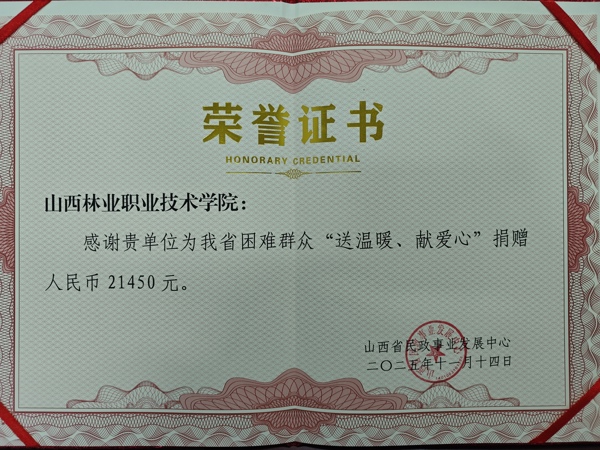 荣誉证书
HONORARY CREDENTIAL
山西林业职业技术学院：
感谢贵单位为我省困难群众“送温暖、献爱心”捐赠
人民币 21450 元。
山西省民政事业发展中心
二〇二五年十一月十四日